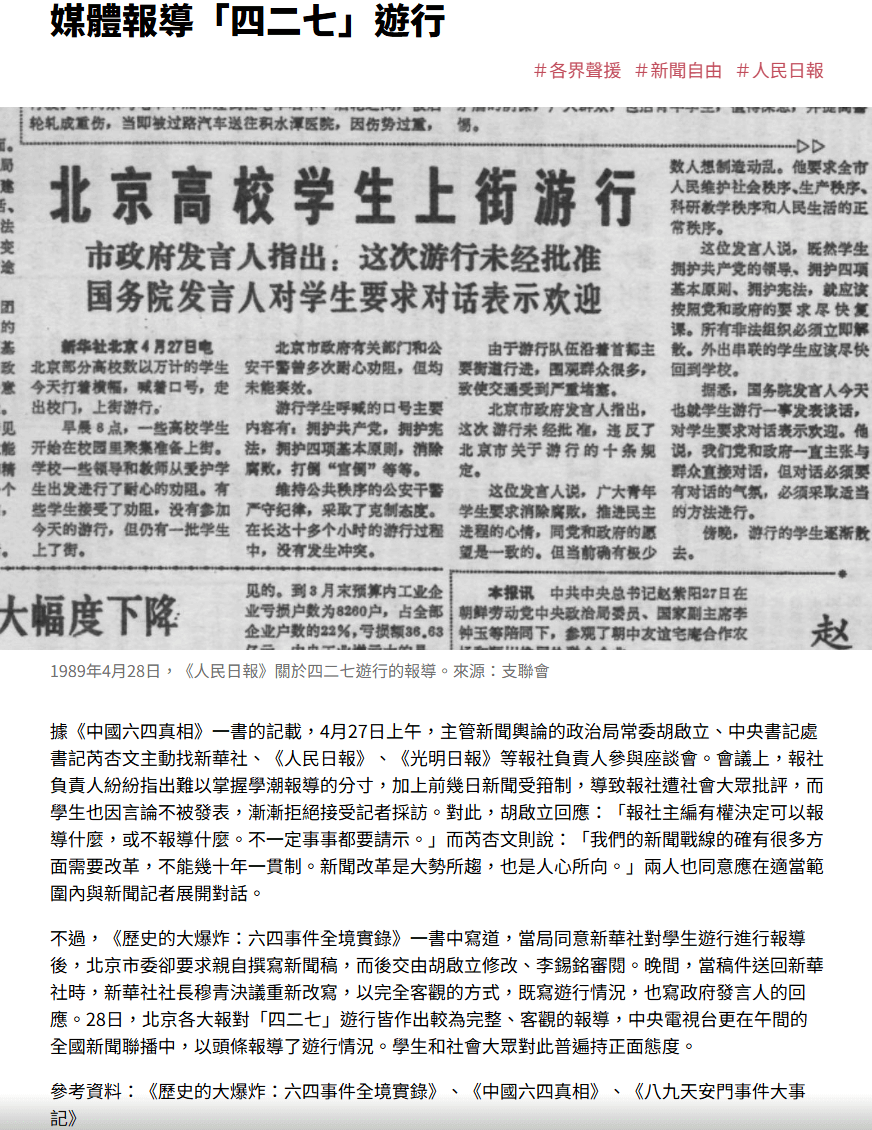 媒體報導「四二七」遊行
＃各界聲援 ＃新聞自由 ＃人民日報
轮轧成重伤，当即被过路汽车送往积水潭医院，因伤势过重，
惕。
北京高校学生上街游行
市政府发言人指出：这次游行未经批准
国务院发言人对学生要求对话表示欢迎
新华社北京4月27日电
北京部分高校数以万计的学生
今天打着横幅，喊着口号，走
出校门，上街游行。
早晨8点，一些高校学生
开始在校园里聚集准备上街。
学校一些领导和教师从爱护学
生出发进行了耐心的劝阻。有
些学生接受了劝阻，没有参加
今天的游行，但仍有一批学生
上了街。
北京市政府有关部门和公
安干警曾多次耐心劝阻，但均
未能奏效。
游行学生呼喊的口号主要
内容有：拥护共产党，拥护宪
法，拥护四项基本原则，消除
腐败，打倒“官倒”等等。
维持公共秩序的公安干警
严守纪律，采取了克制态度。
在长达十多个小时的游行过程
中，没有发生冲突。
由于游行队伍沿着首都主
要街道行进，围观群众很多，
致使交通受到严重堵塞。
北京市政府发言人指出，
这次游行未经批准，违反了
北京市关于游行的十条规
定。
这位发言人说，广大青年
学生要求消除腐败，推进民主
进程的心情，同党和政府的愿
望是一致的。但当前确有极少
数人想制造动乱。他要求全市
人民维护社会秩序、生产秩序、
科研教学秩序和人民生活的正
常秩序。
这位发言人说，既然学生
拥护共产党的领导、拥护四项
基本原则、拥护宪法，就应该
按照党和政府的要求尽快复
课。所有非法组织必须立即解
散。外出串联的学生应该尽快
回到学校。
据悉，国务院发言人今天
也就学生游行一事发表谈话，
对学生要求对话表示欢迎。他
说，我们党和政府一直主张与
群众直接对话，但对话必须要
有对话的气氛，必须采取适当
的方法进行。
傍晚，游行的学生逐渐散
去。
大幅度下降
见的。到3月末预算内工业企
业亏损户数为8260户，占全部
企业户数的22%，亏损额36.63
本报讯 中共中央总书记赵紫阳27日在
朝鲜劳动党中央政治局委员、国家副主席李
钟玉等陪同下，参观了朝中友谊宅庵合作农
赵
1989年4月28日，《人民日報》關於四二七遊行的報導。來源：支聯會
據《中國六四真相》一書的記載，4月27日上午，主管新聞輿論的政治局常委胡啟立、中央書記處
書記芮杏文主動找新華社、《人民日報》、《光明日報》等報社負責人參與座談會。會議上，報社
負責人紛紛指出難以掌握學潮報導的分寸，加上前幾日新聞受箝制，導致報社遭社會大眾批評，而
學生也因言論不被發表，漸漸拒絕接受記者採訪。對此，胡啟立回應：「報社主編有權決定可以報
導什麼，或不報導什麼。不一定事事都要請示。」而芮杏文則說：「我們的新聞戰線的確有很多方
面需要改革，不能幾十年一貫制。新聞改革是大勢所趨，也是人心所向。」兩人也同意應在適當範
圍內與新聞記者展開對話。
不過，《歷史的大爆炸：六四事件全境實錄》一書中寫道，當局同意新華社對學生遊行進行報導
後，北京市委卻要求親自撰寫新聞稿，而後交由胡啟立修改、李錫銘審閱。晚間，當稿件送回新華
社時，新華社社長穆青決議重新改寫，以完全客觀的方式，既寫遊行情況，也寫政府發言人的回
應。28日，北京各大報對「四二七」遊行皆作出較為完整、客觀的報導，中央電視台更在午間的
全國新聞聯播中，以頭條報導了遊行情況。學生和社會大眾對此普遍持正面態度。
參考資料：《歷史的大爆炸：六四事件全境實錄》、《中國六四真相》、《八九天安門事件大事
記》